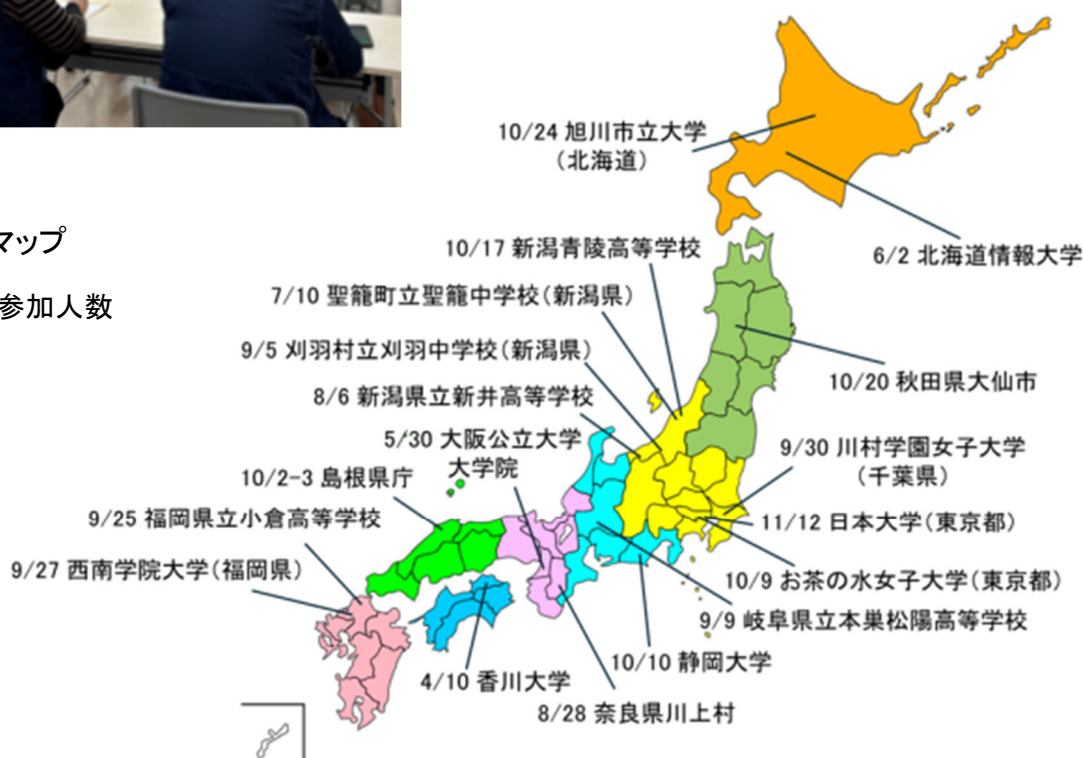 10/24 旭川市立大学
(北海道)
マップ
10/17 新潟青陵高等学校
6/2 北海道情報大学
7/10 聖籠町立聖籠中学校(新潟県)
参加人数
9/5 刈羽村立刈羽中学校(新潟県)
10/20 秋田県大仙市
8/6 新潟県立新井高等学校
5/30 大阪公立大学
大学院
9/30 川村学園女子大学
(千葉県)
10/2-3 島根県庁
9/25 福岡県立小倉高等学校
11/12 日本大学(東京都)
9/27 西南学院大学(福岡県)
10/9 お茶の水女子大学(東京都)
9/9 岐阜県立本巣松陽高等学校
10/10 静岡大学
4/10 香川大学
8/28 奈良県川上村